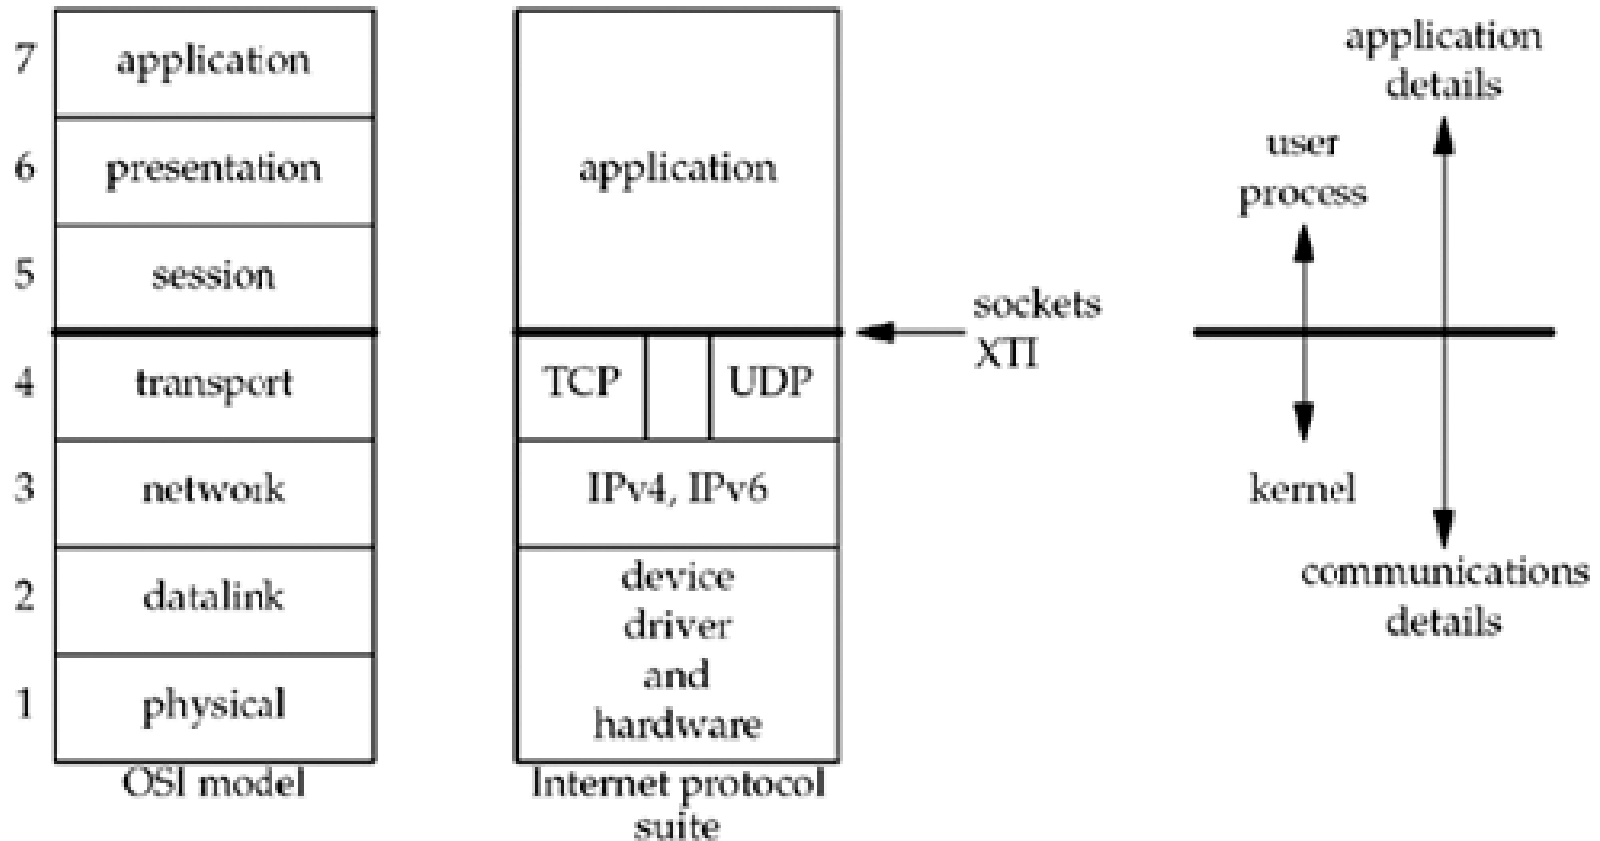 7
application
6
presentation
5
session
4
transport
3
network
2
datalink
1
physical
OSI model
application
TCP
UDP
IPv4, IPv6
device
driver
and
hardware
Internet protocol
suite
sockets
XTI
application
details
user
process
kernel
communications
details